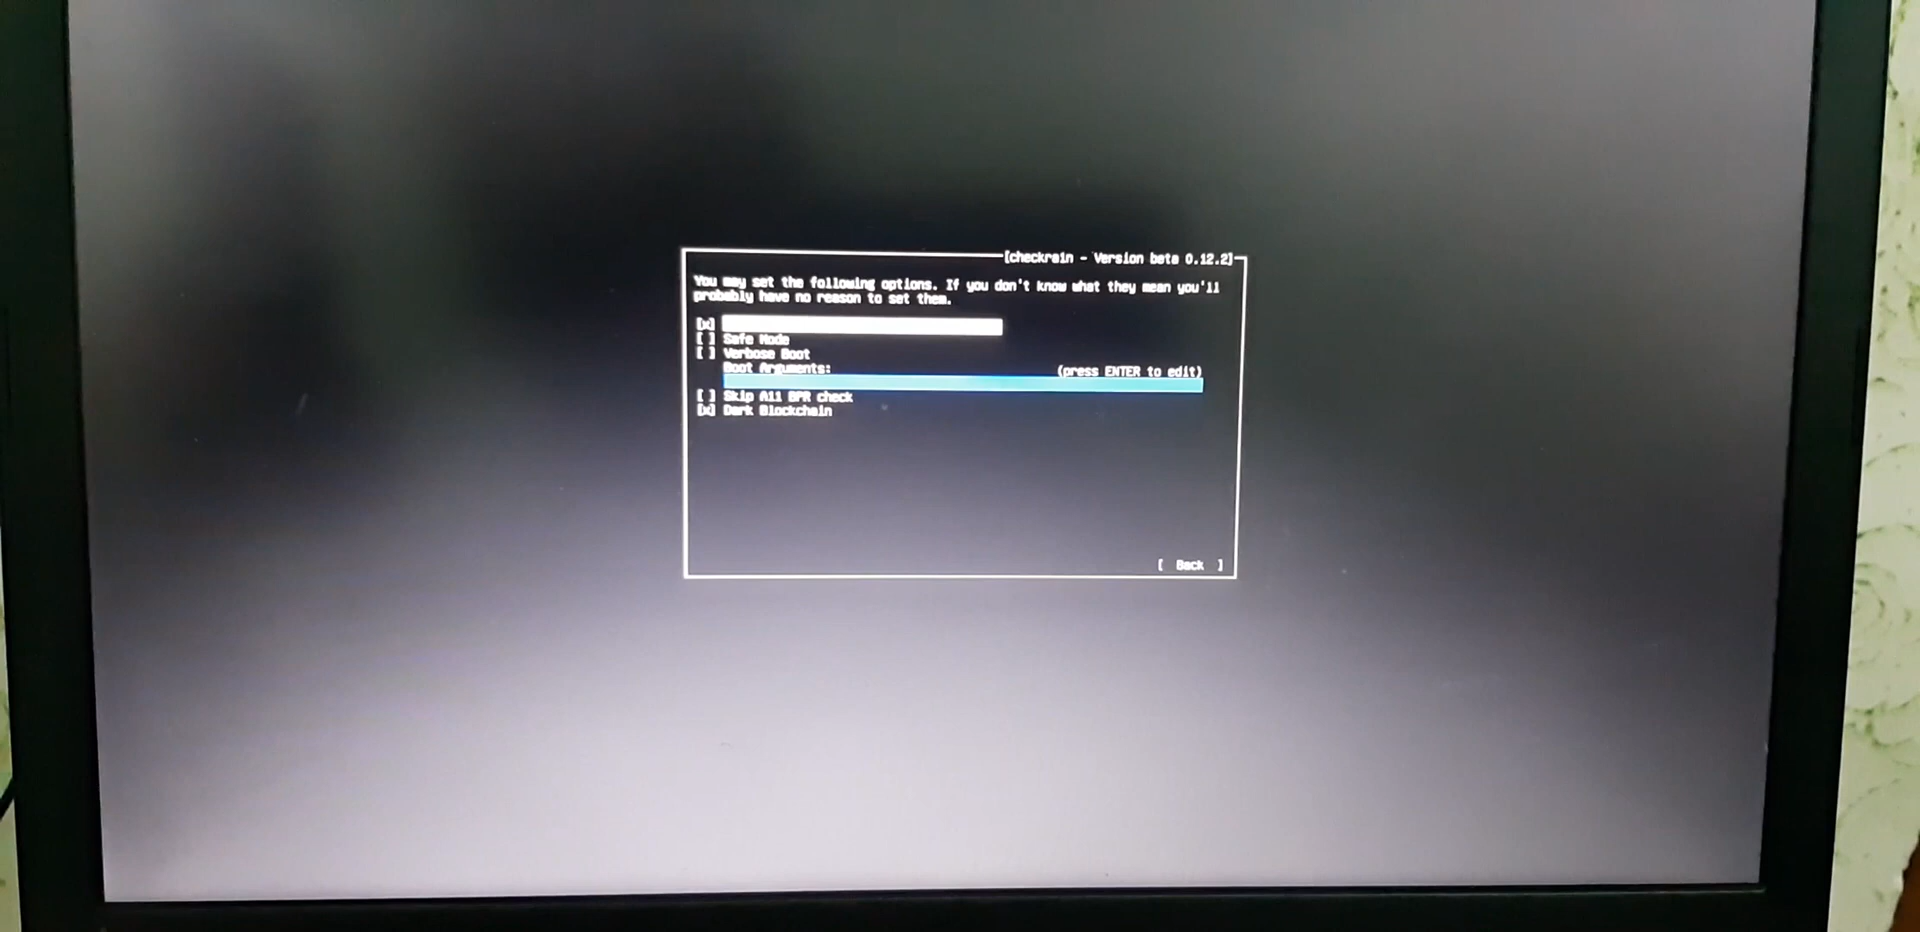 [checkra1n - Version beta 0.12.2]
You may set the following options. If you don't know what they mean you'll
probably have no reason to set them.
[x]
[ ] Safe Mode
[ ] Verbose Boot
Boot Arguments: (press ENTER to edit)
[ ] Skip A11 BPR check
[x] Dark Blockchain
[ Back ]